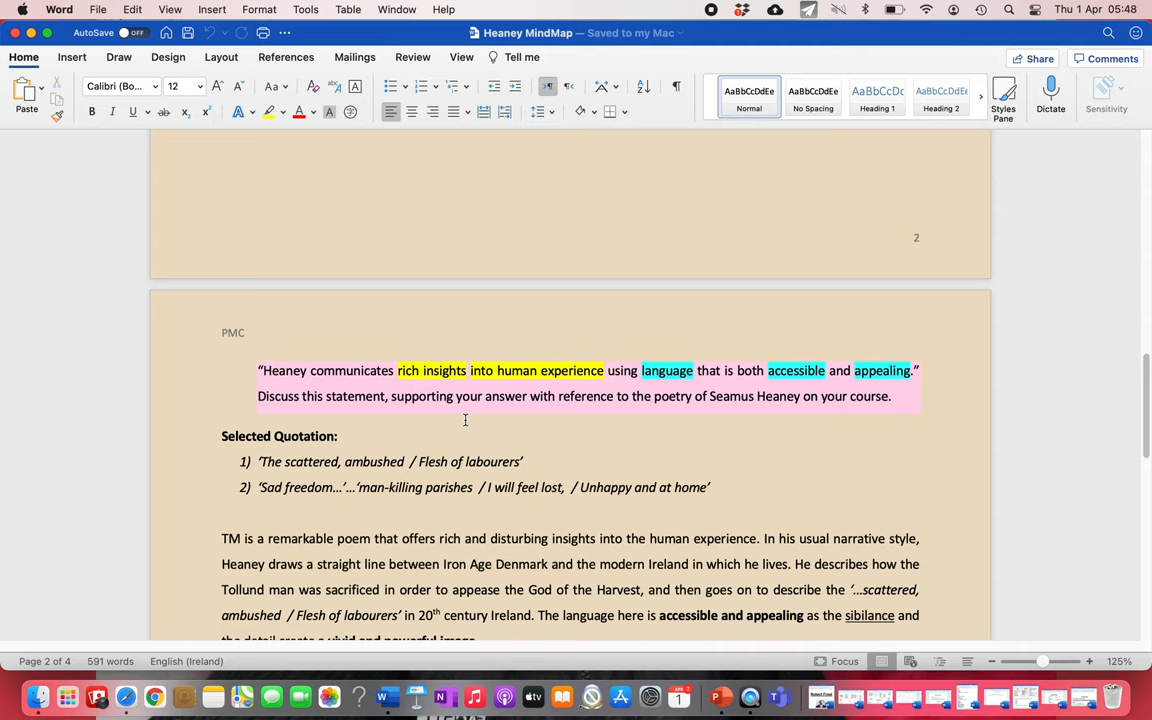 Word File Edit View Insert Format Tools Table Window Help Thu 1 Apr 05:48
AutoSave OFF Heaney MindMap — Saved to my Mac
Home Insert Draw Design Layout References Mailings Review View Tell me Share Comments
Paste Calibri (Bo... 12 Aa AaBbCcDdEe AaBbCcDdEe AaBbCcDc AaBbCcDdEe Styles Pane Dictate Sensitivity
Normal No Spacing Heading 1 Heading 2
2
PMC
“Heaney communicates rich insights into human experience using language that is both accessible and appealing.”
Discuss this statement, supporting your answer with reference to the poetry of Seamus Heaney on your course.
Selected Quotation:
1) ‘The scattered, ambushed / Flesh of labourers’
2) ‘Sad freedom…’…‘man-killing parishes / I will feel lost, / Unhappy and at home’
TM is a remarkable poem that offers rich and disturbing insights into the human experience. In his usual narrative style,
Heaney draws a straight line between Iron Age Denmark and the modern Ireland in which he lives. He describes how the
Tollund man was sacrificed in order to appease the God of the Harvest, and then goes on to describe the ‘…scattered,
ambushed / Flesh of labourers’ in 20th century Ireland. The language here is accessible and appealing as the sibilance and
the detail create a vivid and powerful image.
Page 2 of 4 591 words English (Ireland) Focus 125%